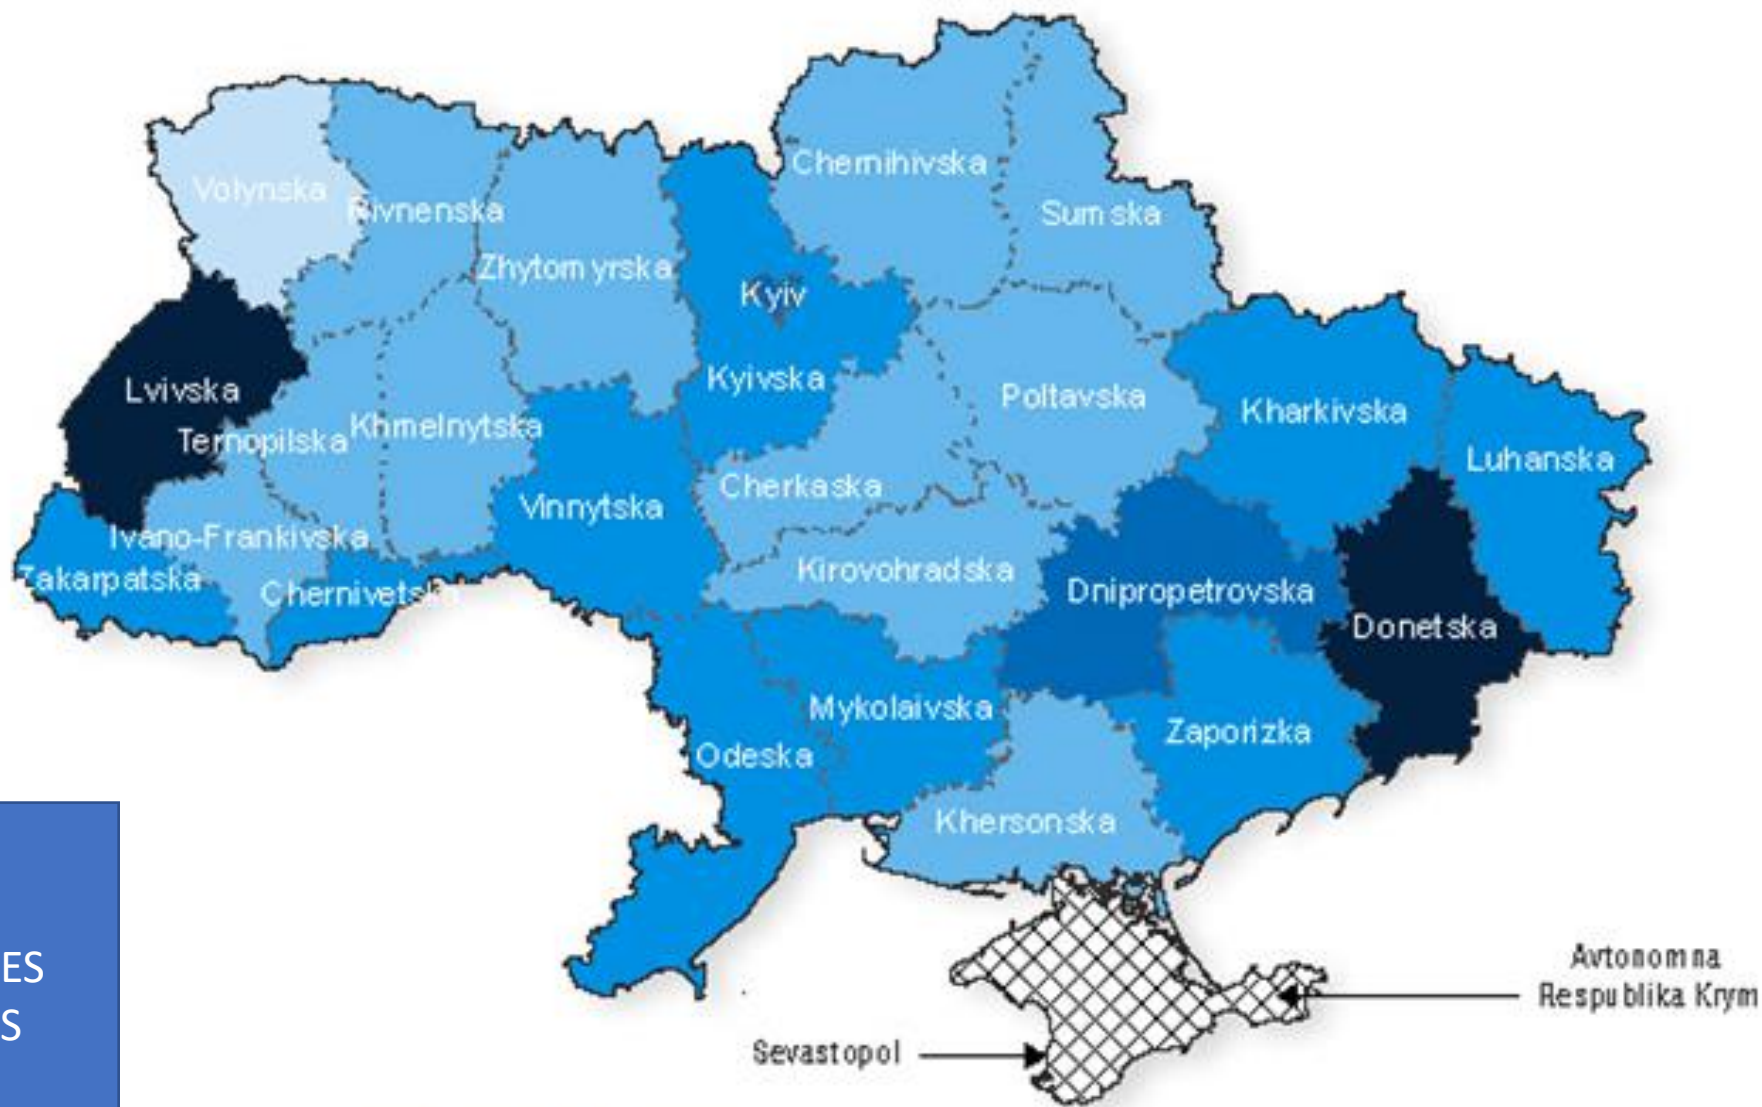 Chernihivska
Volynska
Rivnenska
Sumska
Zhytomyrska
Kyiv
Kyivska
Lvivska
Poltavska
Kharkivska
Ternopilska
Khmelnytska
Luhanska
Cherkaska
Vinnytska
Ivano-Frankivska
Kirovohradska
Zakarpatska
Chernivetska
Dnipropetrovska
Donetska
Mykolaivska
Zaporizka
Odeska
Khersonska
ES
S
Avtonomna
Respublika Krym
Sevastopol